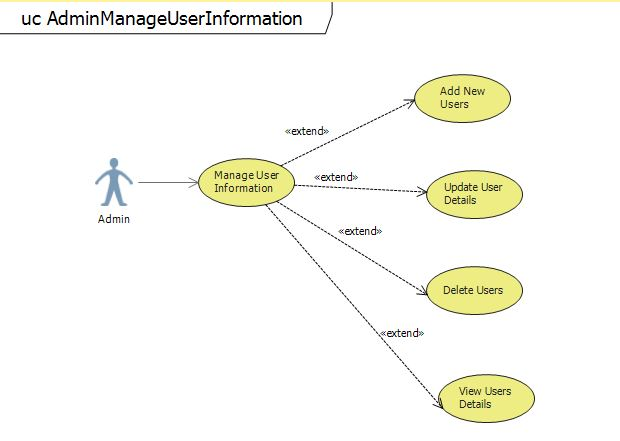 uc AdminManageUserInformation
Add New
Users
«extend»
Manage User
Information
«extend»
Update User
Details
Admin
«extend»
Delete Users
«extend»
View Users
Details